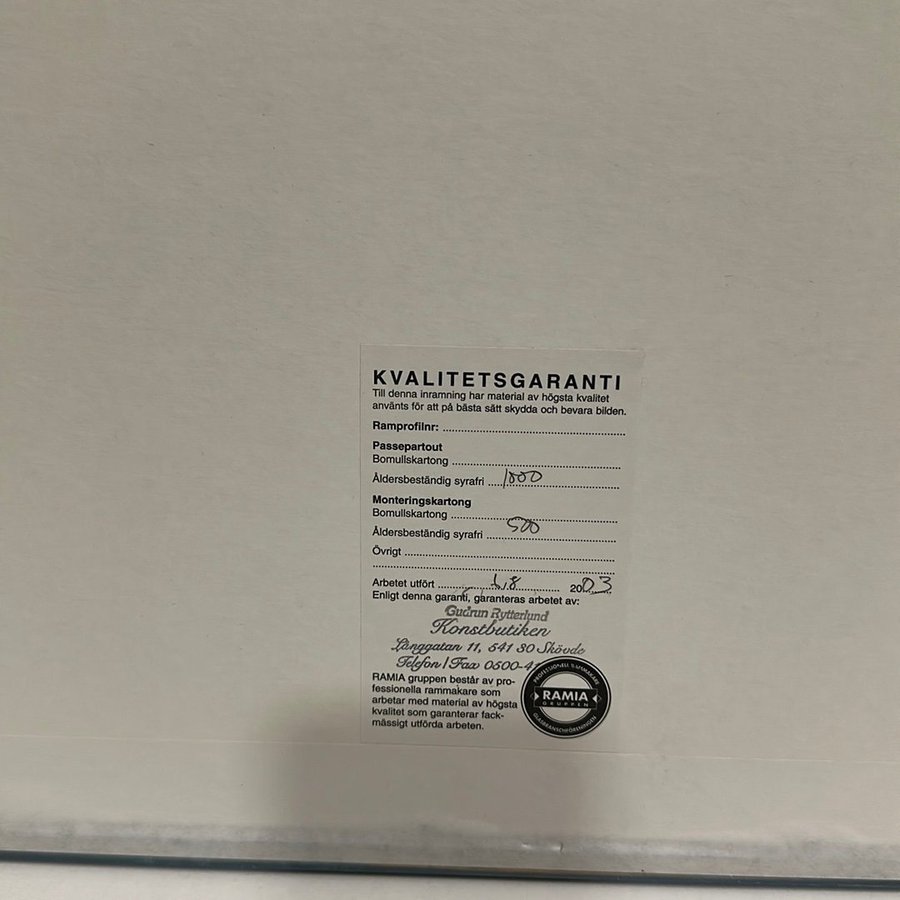 KVALITETSGARANTI
Till denna inramning har material av högsta kvalitet
använts för att på bästa sätt skydda och bevara bilden.
Ramprofilnr:
Passepartout
Bomullskartong
Åldersbeständig syrafri 1000
Monteringskartong
Bomullskartong
Åldersbeständig syrafri 500
Övrigt
Arbetet utfört 1,8 2003
Enligt denna garanti, garanteras arbetet av:
Gudrun Rytterlund
Konstbutiken
Långgatan 11, 541 30 Skövde
Telefon / Fax 0500-4
RAMIA gruppen består av pro-
fessionella rammakare som
arbetar med material av högsta
kvalitet som garanterar fack-
mässigt utförda arbeten.
PROFESSIONELL RAMMAKARE
RAMIA
GRUPPEN
GLASBRANSCHFÖRENINGEN